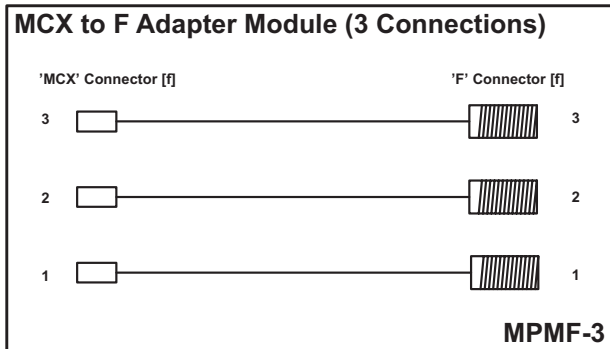 MCX to F Adapter Module (3 Connections)
’MCX’ Connector [f] ’F’ Connector [f]
3 3
2 2
1 1
MPMF-3